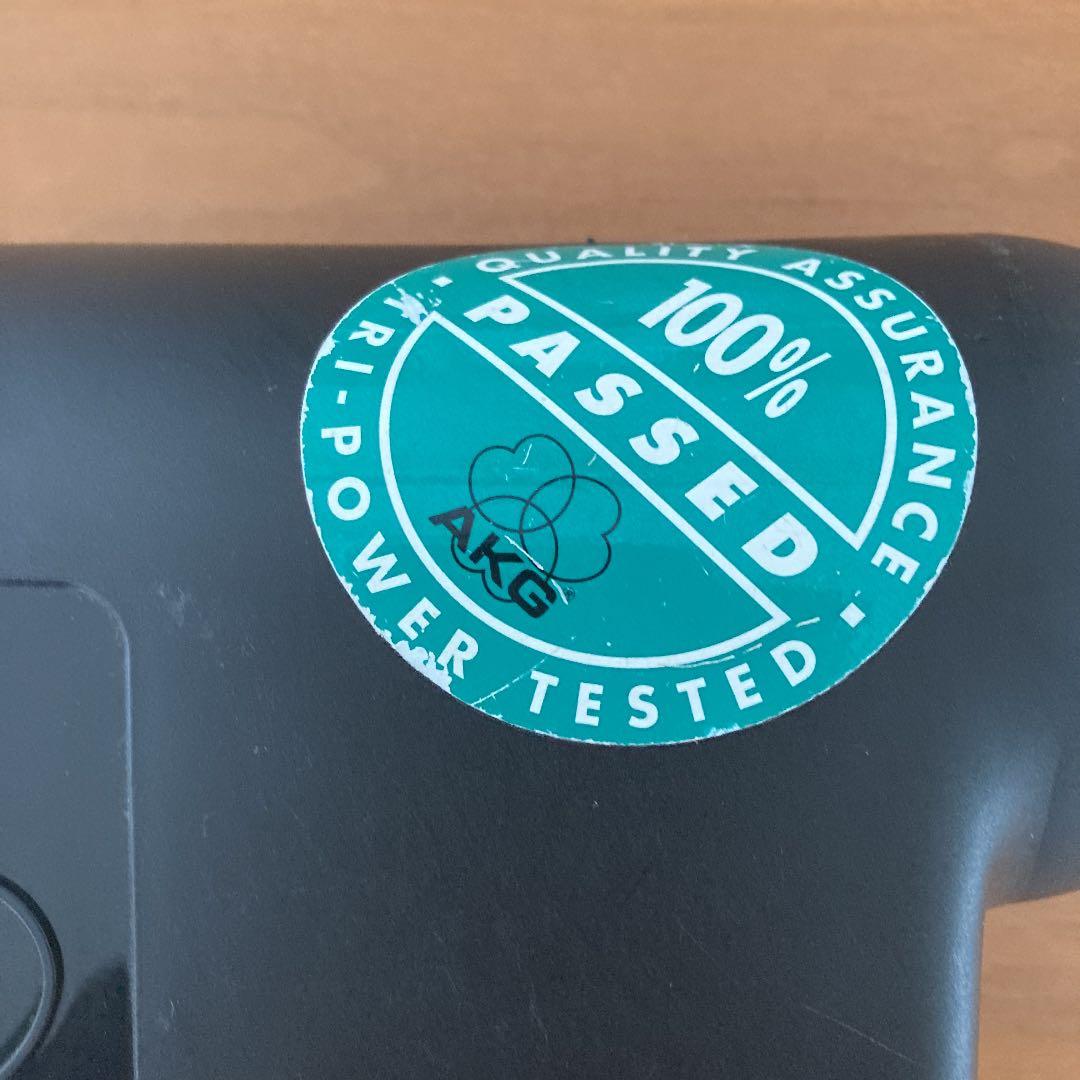 QUALITY ASSURANCE
100%
PASSED
AKG
TRI-POWER TESTED